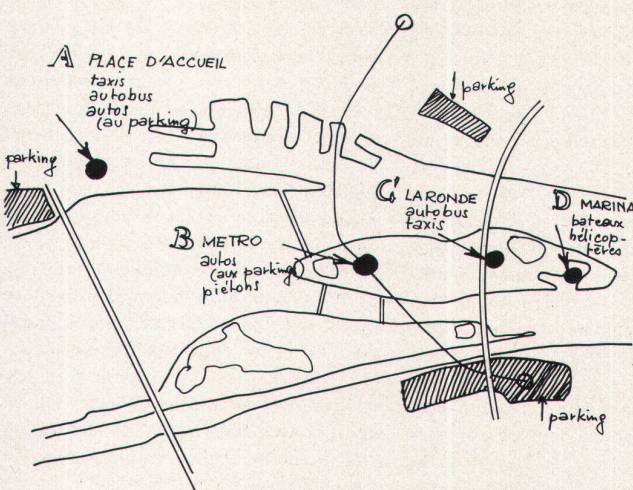 A PLACE D'ACCUEIL
taxis
autobus
autos
(au parking)
parking
parking
B METRO
autos
(aux parking)
piétons
C LA RONDE
autobus
taxis
D MARINA
bateaux
hélicop-
tères
parking